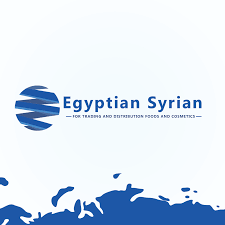 Egyptian Syrian
FOR TRADING AND DISTRIBUTION FOODS AND COSMETICS